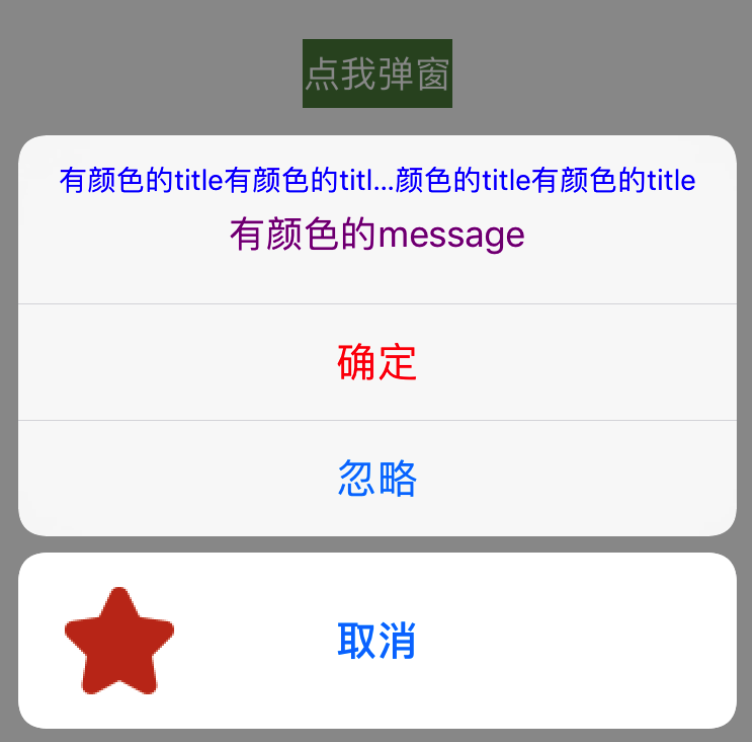 点我弹窗
有颜色的title有颜色的titl...颜色的title有颜色的title
有颜色的message
确定
忽略
取消